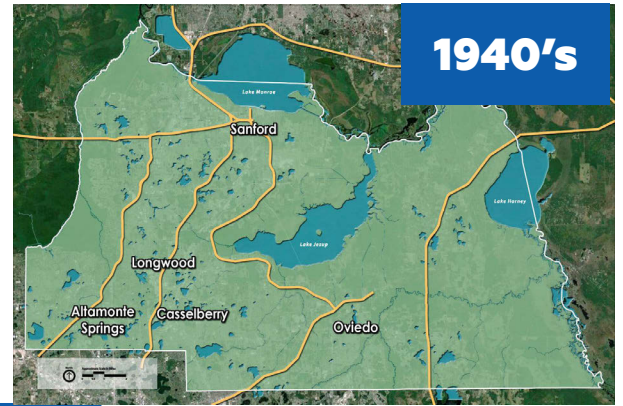 1940's
Lake Monroe
Sanford
Lake Harney
Lake Jesup
Longwood
Altamonte
Springs
Casselberry
Oviedo